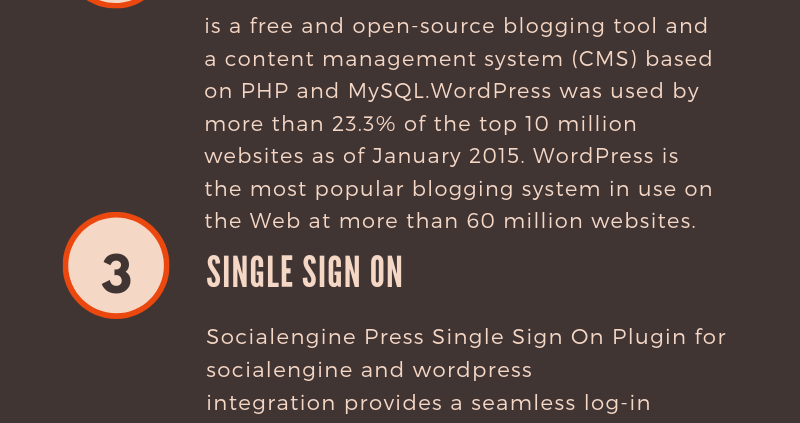 is a free and open-source blogging tool and
a content management system (CMS) based
on PHP and MySQL.WordPress was used by
more than 23.3% of the top 10 million
websites as of January 2015. WordPress is
the most popular blogging system in use on
the Web at more than 60 million websites.
3
SINGLE SIGN ON
Socialengine Press Single Sign On Plugin for
socialengine and wordpress
integration provides a seamless log-in